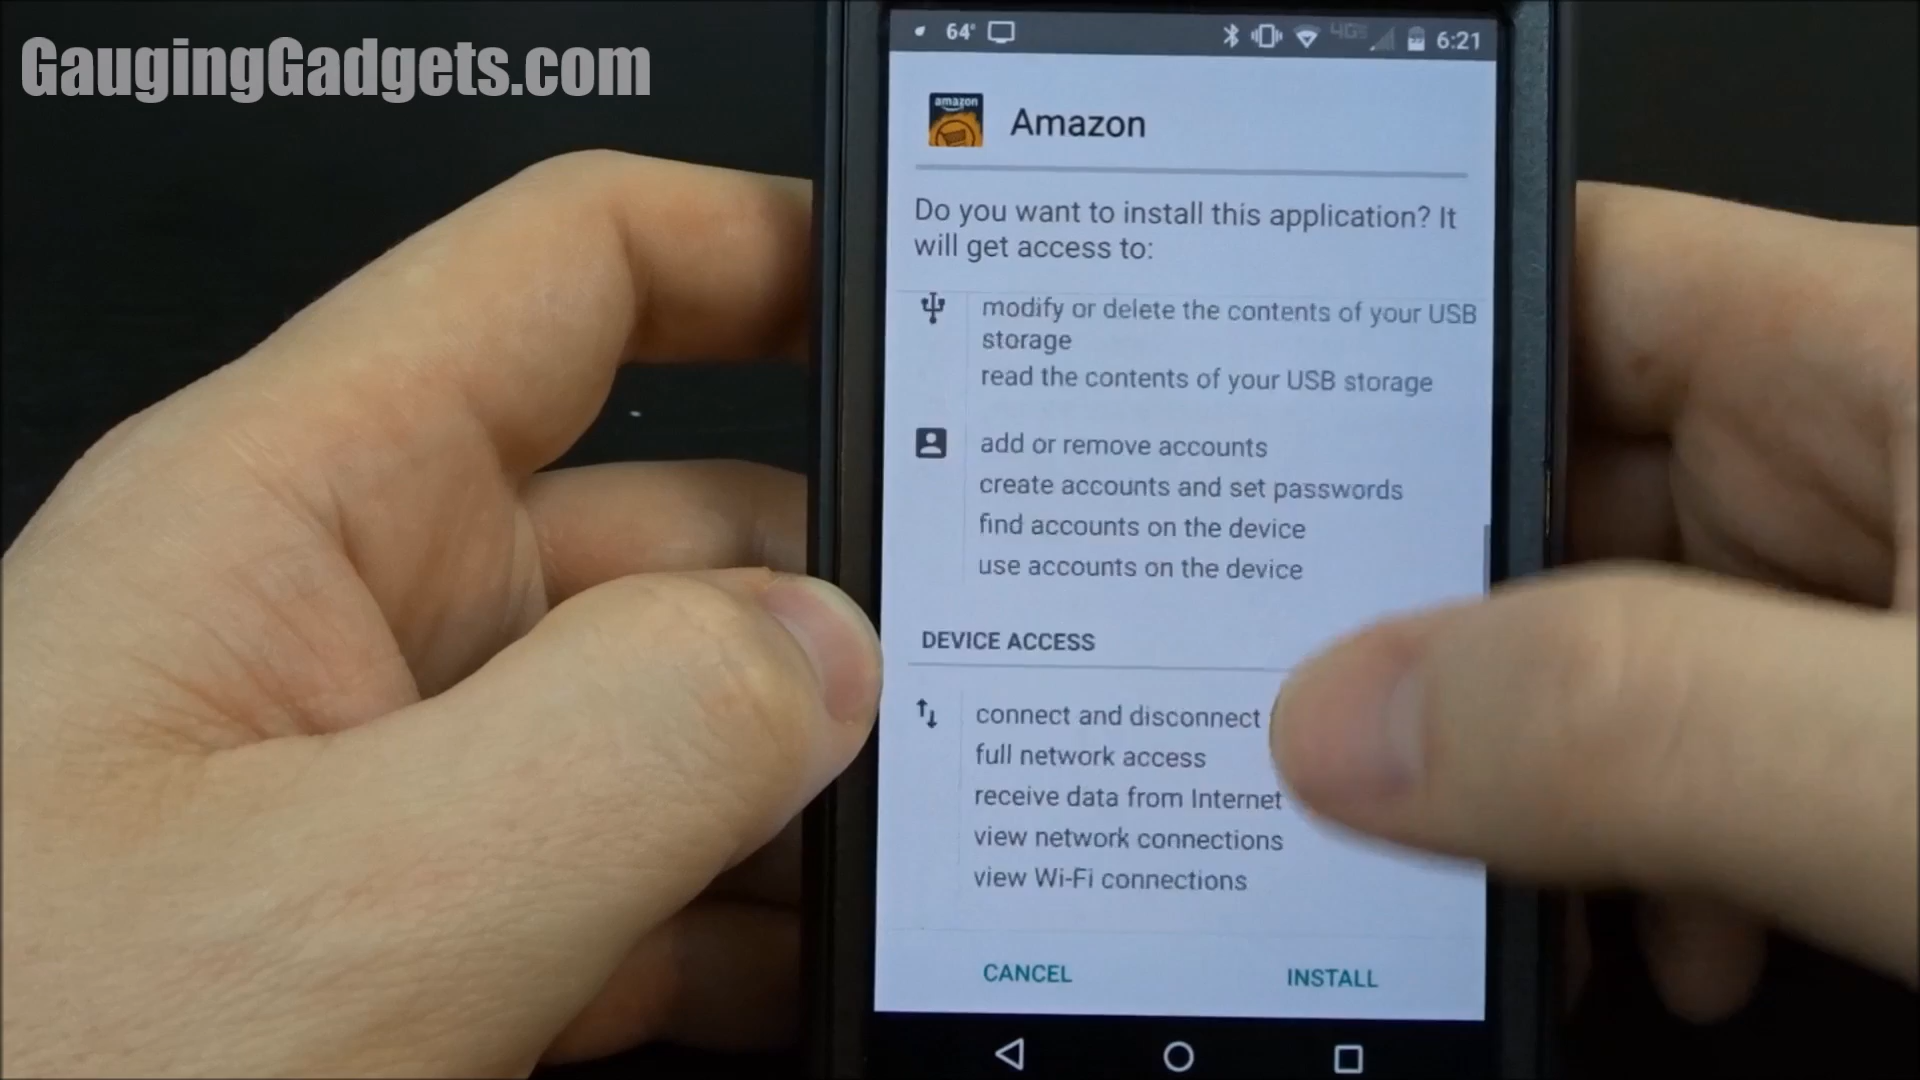 GaugingGadgets.com
64°
4G
6:21
amazon
Amazon
Do you want to install this application? It
will get access to:
modify or delete the contents of your USB
storage
read the contents of your USB storage
add or remove accounts
create accounts and set passwords
find accounts on the device
use accounts on the device
DEVICE ACCESS
connect and disconnect
full network access
receive data from Internet
view network connections
view Wi-Fi connections
CANCEL
INSTALL